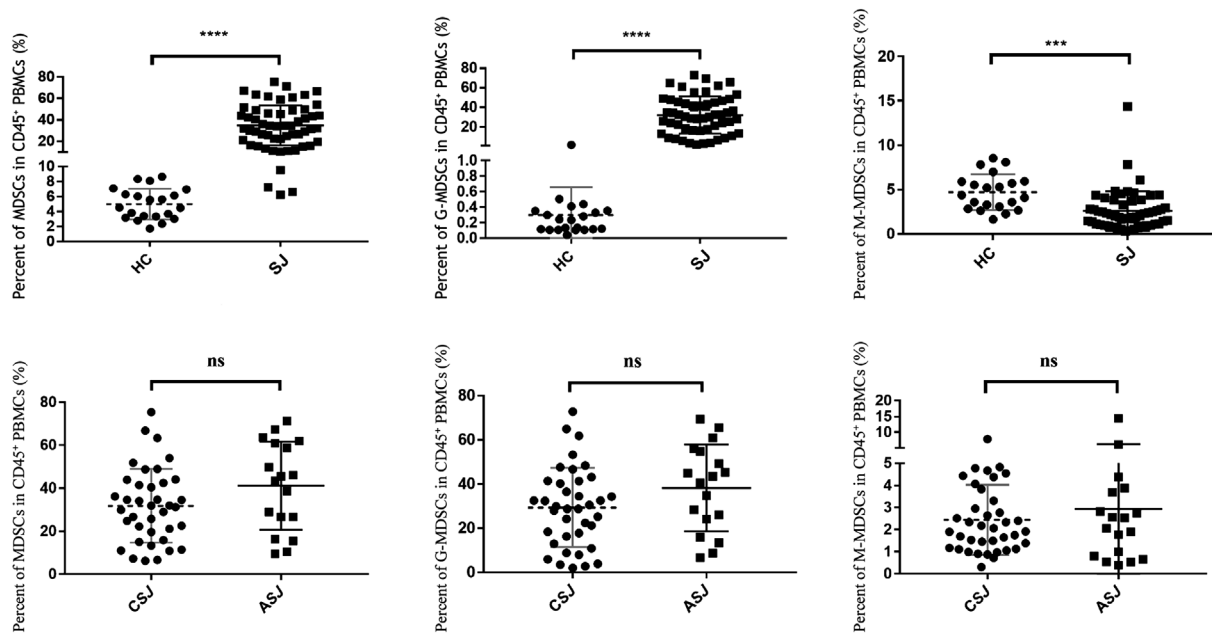 Percent of MDSCs in CD45⁺ PBMCs (%)
****
80
60
40
20
10
8
6
5
4
3
2
1
0
HC
SJ
Percent of G-MDSCs in CD45⁺ PBMCs (%)
****
80
60
40
20
1.0
0.8
0.6
0.4
0.2
0.0
HC
SJ
Percent of M-MDSCs in CD45⁺ PBMCs (%)
***
20
15
10
5
0
HC
SJ
Percent of MDSCs in CD45⁺ PBMCs (%)
ns
80
60
40
20
0
CSJ
ASJ
Percent of G-MDSCs in CD45⁺ PBMCs (%)
ns
80
60
40
20
0
CSJ
ASJ
Percent of M-MDSCs in CD45⁺ PBMCs (%)
ns
20
15
10
5
5
4
3
2
1
0
CSJ
ASJ